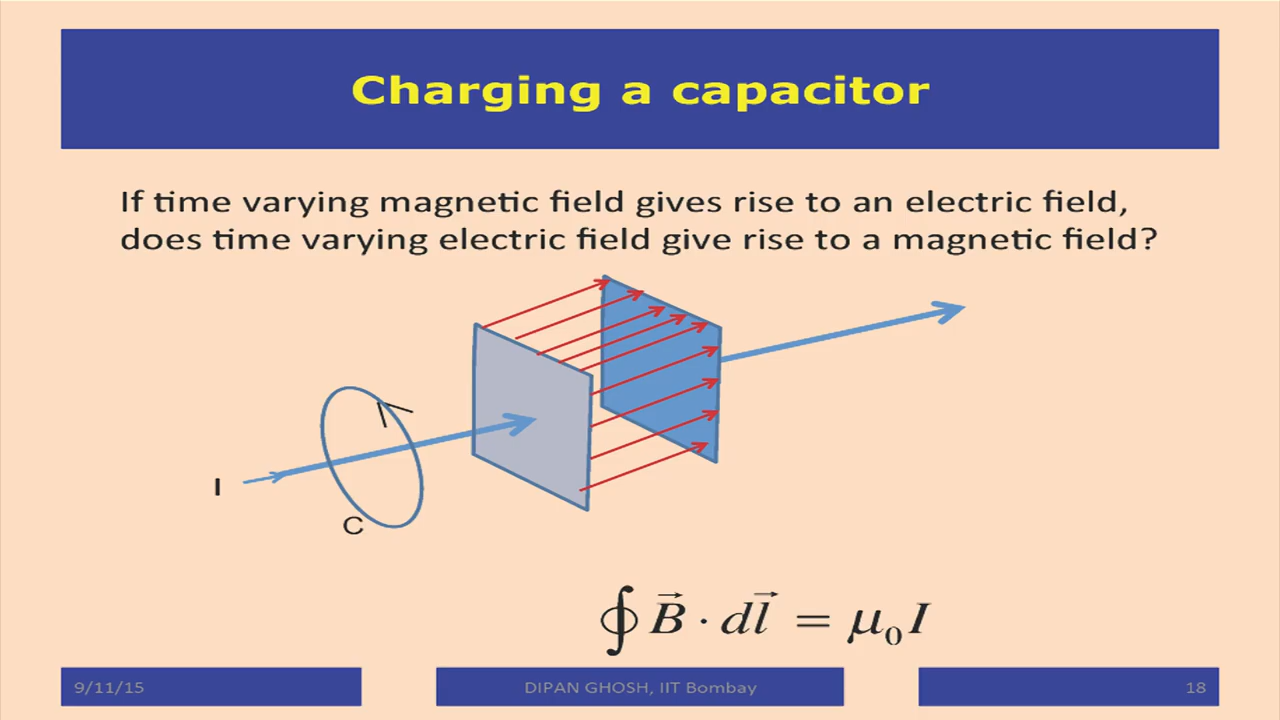 Charging a capacitor
If time varying magnetic field gives rise to an electric field,
does time varying electric field give rise to a magnetic field?
I
C
∮ B⃗ · dl⃗ = μ₀I
9/11/15
DIPAN GHOSH, IIT Bombay
18